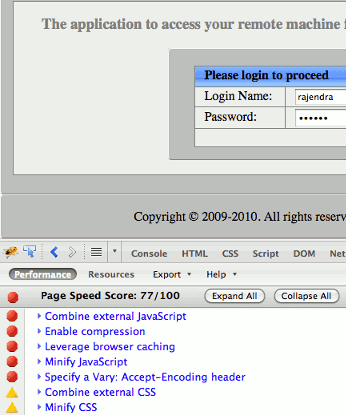 The application to access your remote machine
Please login to proceed
Login Name: rajendra
Password: ••••••
Copyright © 2009-2010. All rights
Console HTML CSS Script DOM Net
Performance Resources Export Help
Page Speed Score: 77/100 Expand All Collapse All
Combine external JavaScript
Enable compression
Leverage browser caching
Minify JavaScript
Specify a Vary: Accept-Encoding header
Combine external CSS
Minify CSS